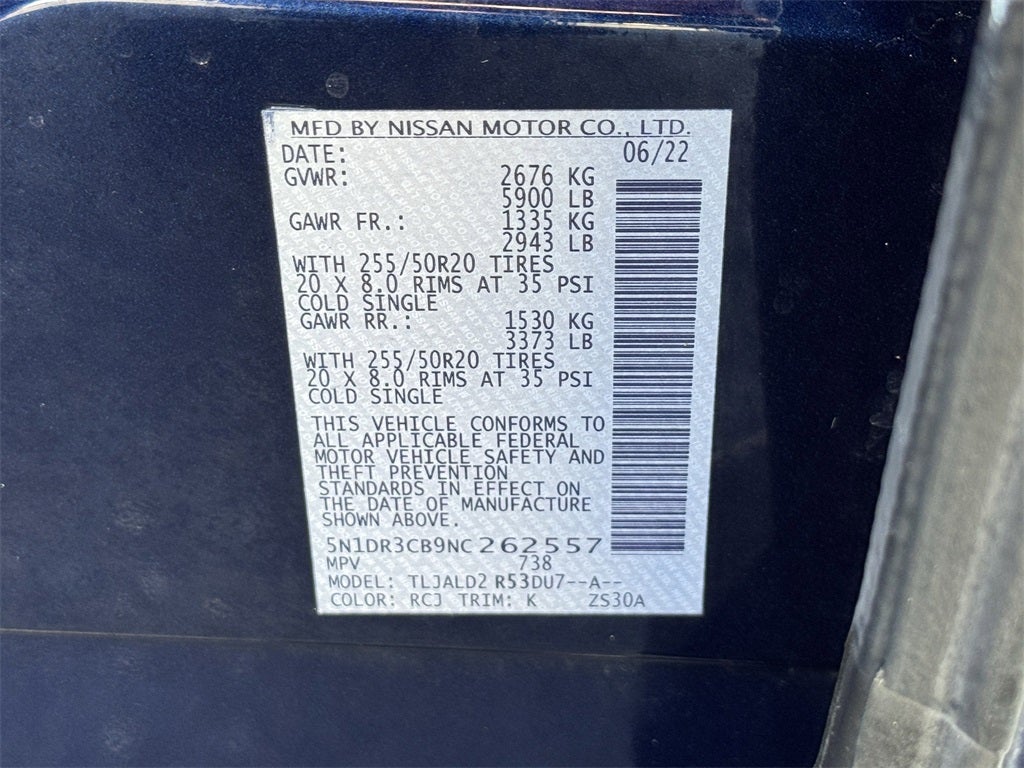 MFD BY NISSAN MOTOR CO., LTD.
DATE: 06/22
GVWR: 2676 KG
5900 LB
GAWR FR.: 1335 KG
2943 LB
WITH 255/50R20 TIRES
20 X 8.0 RIMS AT 35 PSI
COLD SINGLE
GAWR RR.: 1530 KG
3373 LB
WITH 255/50R20 TIRES
20 X 8.0 RIMS AT 35 PSI
COLD SINGLE
THIS VEHICLE CONFORMS TO
ALL APPLICABLE FEDERAL
MOTOR VEHICLE SAFETY AND
THEFT PREVENTION
STANDARDS IN EFFECT ON
THE DATE OF MANUFACTURE
SHOWN ABOVE.
5N1DR3CB9NC262557
MPV 738
MODEL: TLJALD2 R53DU7--A--
COLOR: RCJ TRIM: K ZS30A